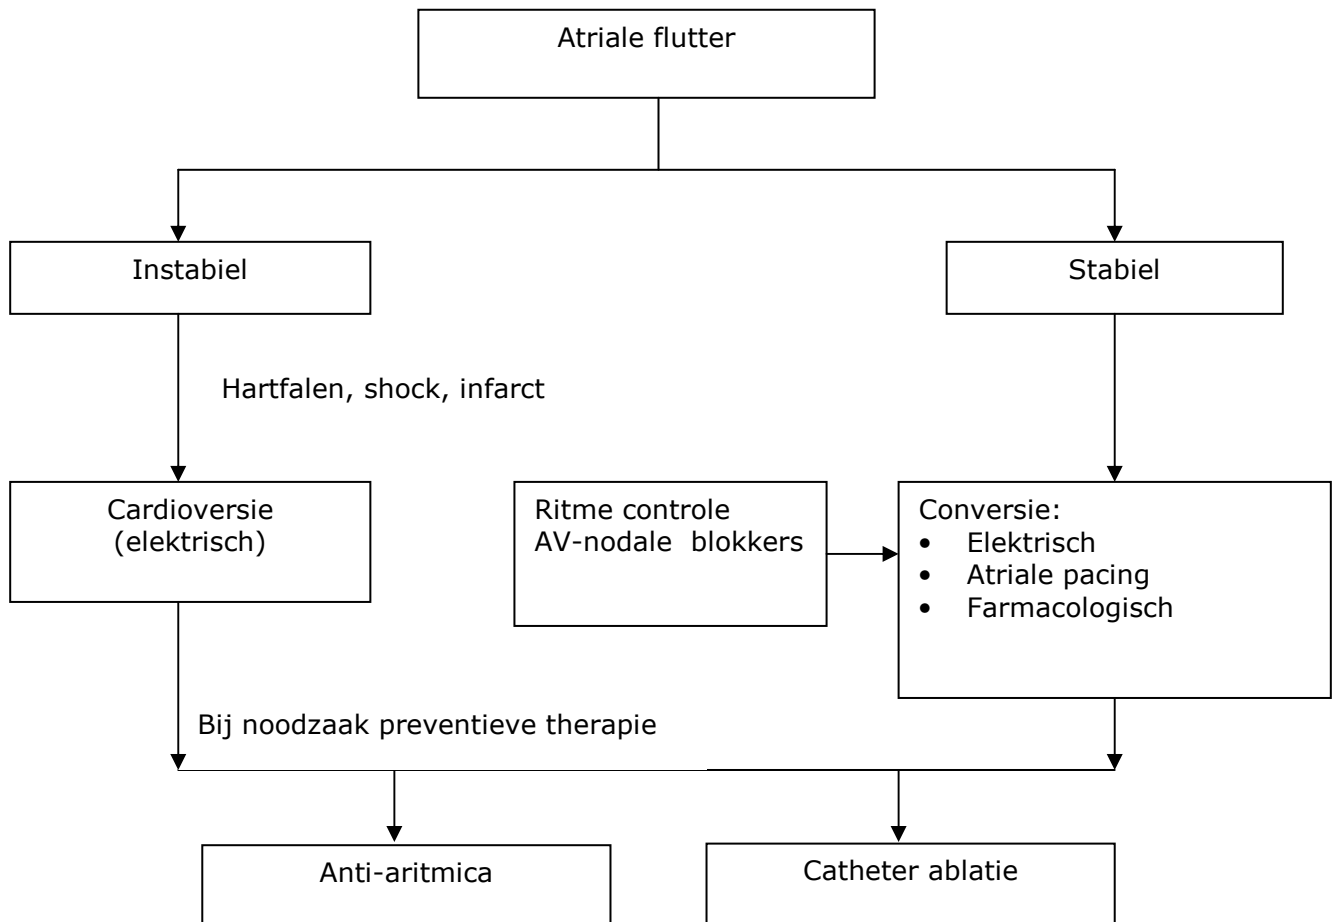 Atriale flutter
Instabiel
Stabiel
Hartfalen, shock, infarct
Cardioversie
(elektrisch)
Ritme controle
AV-nodale blokkers
Conversie:
• Elektrisch
• Atriale pacing
• Farmacologisch
Bij noodzaak preventieve therapie
Anti-aritmica
Catheter ablatie